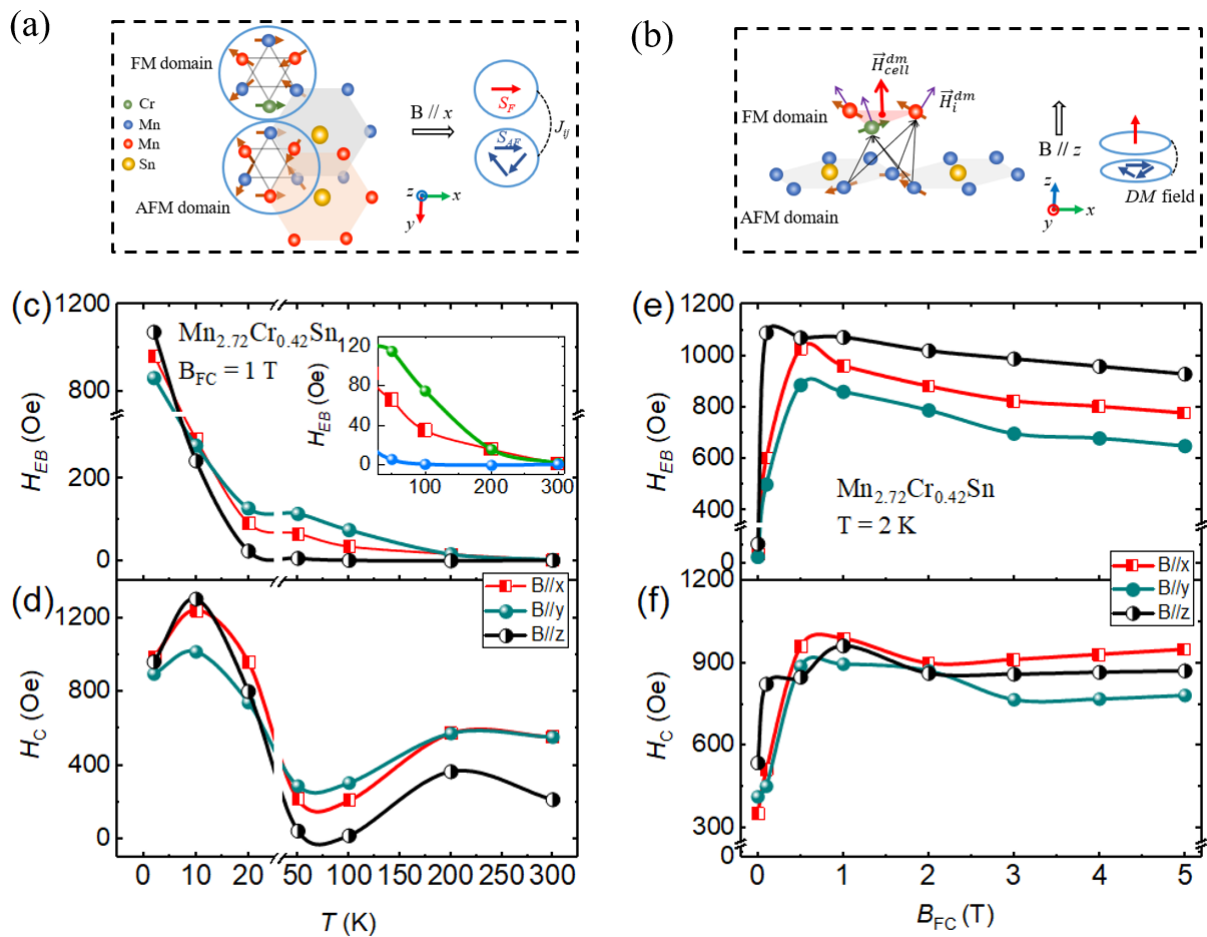 (a)
FM domain
Cr
Mn
Mn
Sn
AFM domain
B // x
S_F
S_AF
J_ij
z
x
y
(b)
H⃗_cell^dm
H⃗_i^dm
FM domain
AFM domain
B // z
DM field
z
x
y
(c)
Mn2.72Cr0.42Sn
B_FC = 1 T
H_EB (Oe)
1200
800
200
0
H_EB (Oe)
120
80
40
0
100
200
300
(d)
B//x
B//y
B//z
H_C (Oe)
1200
800
400
0
0
10
20
50
100
150
200
250
300
T (K)
(e)
Mn2.72Cr0.42Sn
T = 2 K
H_EB (Oe)
1200
1000
800
600
400
0
(f)
B//x
B//y
B//z
H_C (Oe)
1200
900
600
300
0
0
1
2
3
4
5
B_FC (T)